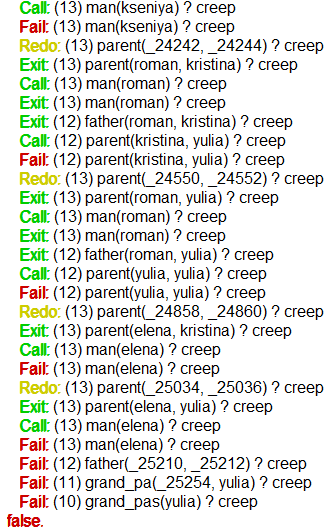 Call: (13) man(kseniya) ? creep
Fail: (13) man(kseniya) ? creep
Redo: (13) parent(_24242, _24244) ? creep
Exit: (13) parent(roman, kristina) ? creep
Call: (13) man(roman) ? creep
Exit: (13) man(roman) ? creep
Exit: (12) father(roman, kristina) ? creep
Call: (12) parent(kristina, yulia) ? creep
Fail: (12) parent(kristina, yulia) ? creep
Redo: (13) parent(_24550, _24552) ? creep
Exit: (13) parent(roman, yulia) ? creep
Call: (13) man(roman) ? creep
Exit: (13) man(roman) ? creep
Exit: (12) father(roman, yulia) ? creep
Call: (12) parent(yulia, yulia) ? creep
Fail: (12) parent(yulia, yulia) ? creep
Redo: (13) parent(_24858, _24860) ? creep
Exit: (13) parent(elena, kristina) ? creep
Call: (13) man(elena) ? creep
Fail: (13) man(elena) ? creep
Redo: (13) parent(_25034, _25036) ? creep
Exit: (13) parent(elena, yulia) ? creep
Call: (13) man(elena) ? creep
Fail: (13) man(elena) ? creep
Fail: (12) father(_25210, _25212) ? creep
Fail: (11) grand_pa(_25254, yulia) ? creep
Fail: (10) grand_pas(yulia) ? creep
false.